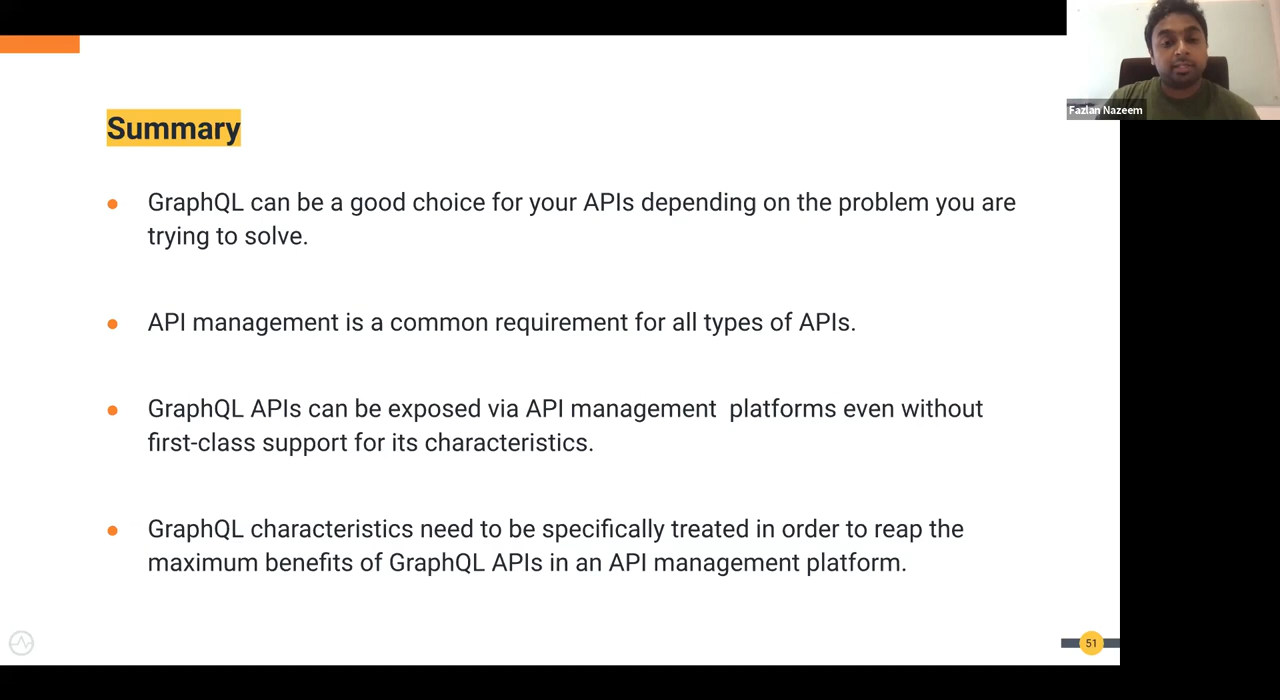 Fazlan Nazeem
Summary
● GraphQL can be a good choice for your APIs depending on the problem you are
trying to solve.
● API management is a common requirement for all types of APIs.
● GraphQL APIs can be exposed via API management platforms even without
first-class support for its characteristics.
● GraphQL characteristics need to be specifically treated in order to reap the
maximum benefits of GraphQL APIs in an API management platform.
51